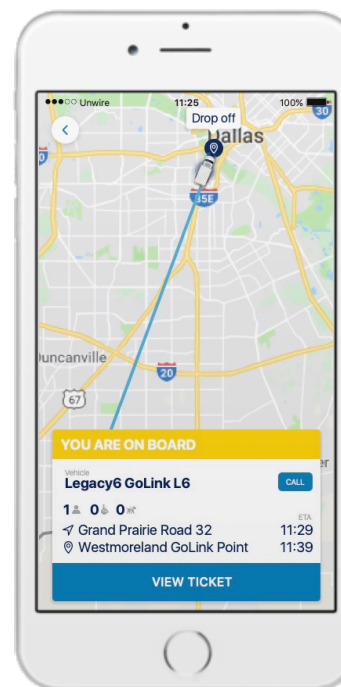 Unwire 11:25 100%
Drop off
30
Dallas
35E
Duncanville
20
67
YOU ARE ON BOARD
Vehicle
Legacy6 GoLink L6
CALL
1 0 0
ETA
Grand Prairie Road 32 11:29
Westmoreland GoLink Point 11:39
VIEW TICKET